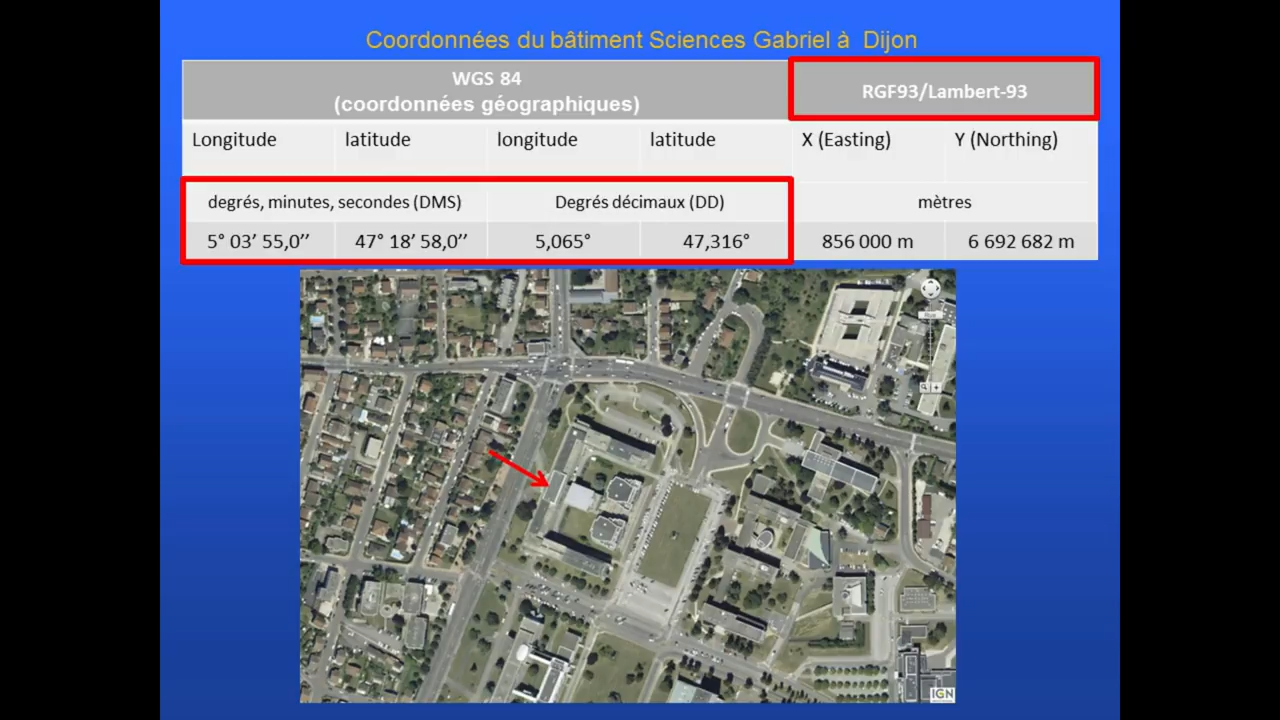 Coordonnées du bâtiment Sciences Gabriel à Dijon
WGS 84
(coordonnées géographiques)
RGF93/Lambert-93
Longitude latitude longitude latitude X (Easting) Y (Northing)
degrés, minutes, secondes (DMS) Degrés décimaux (DD) mètres
5° 03’ 55,0’’ 47° 18’ 58,0’’ 5,065° 47,316° 856 000 m 6 692 682 m
IGN